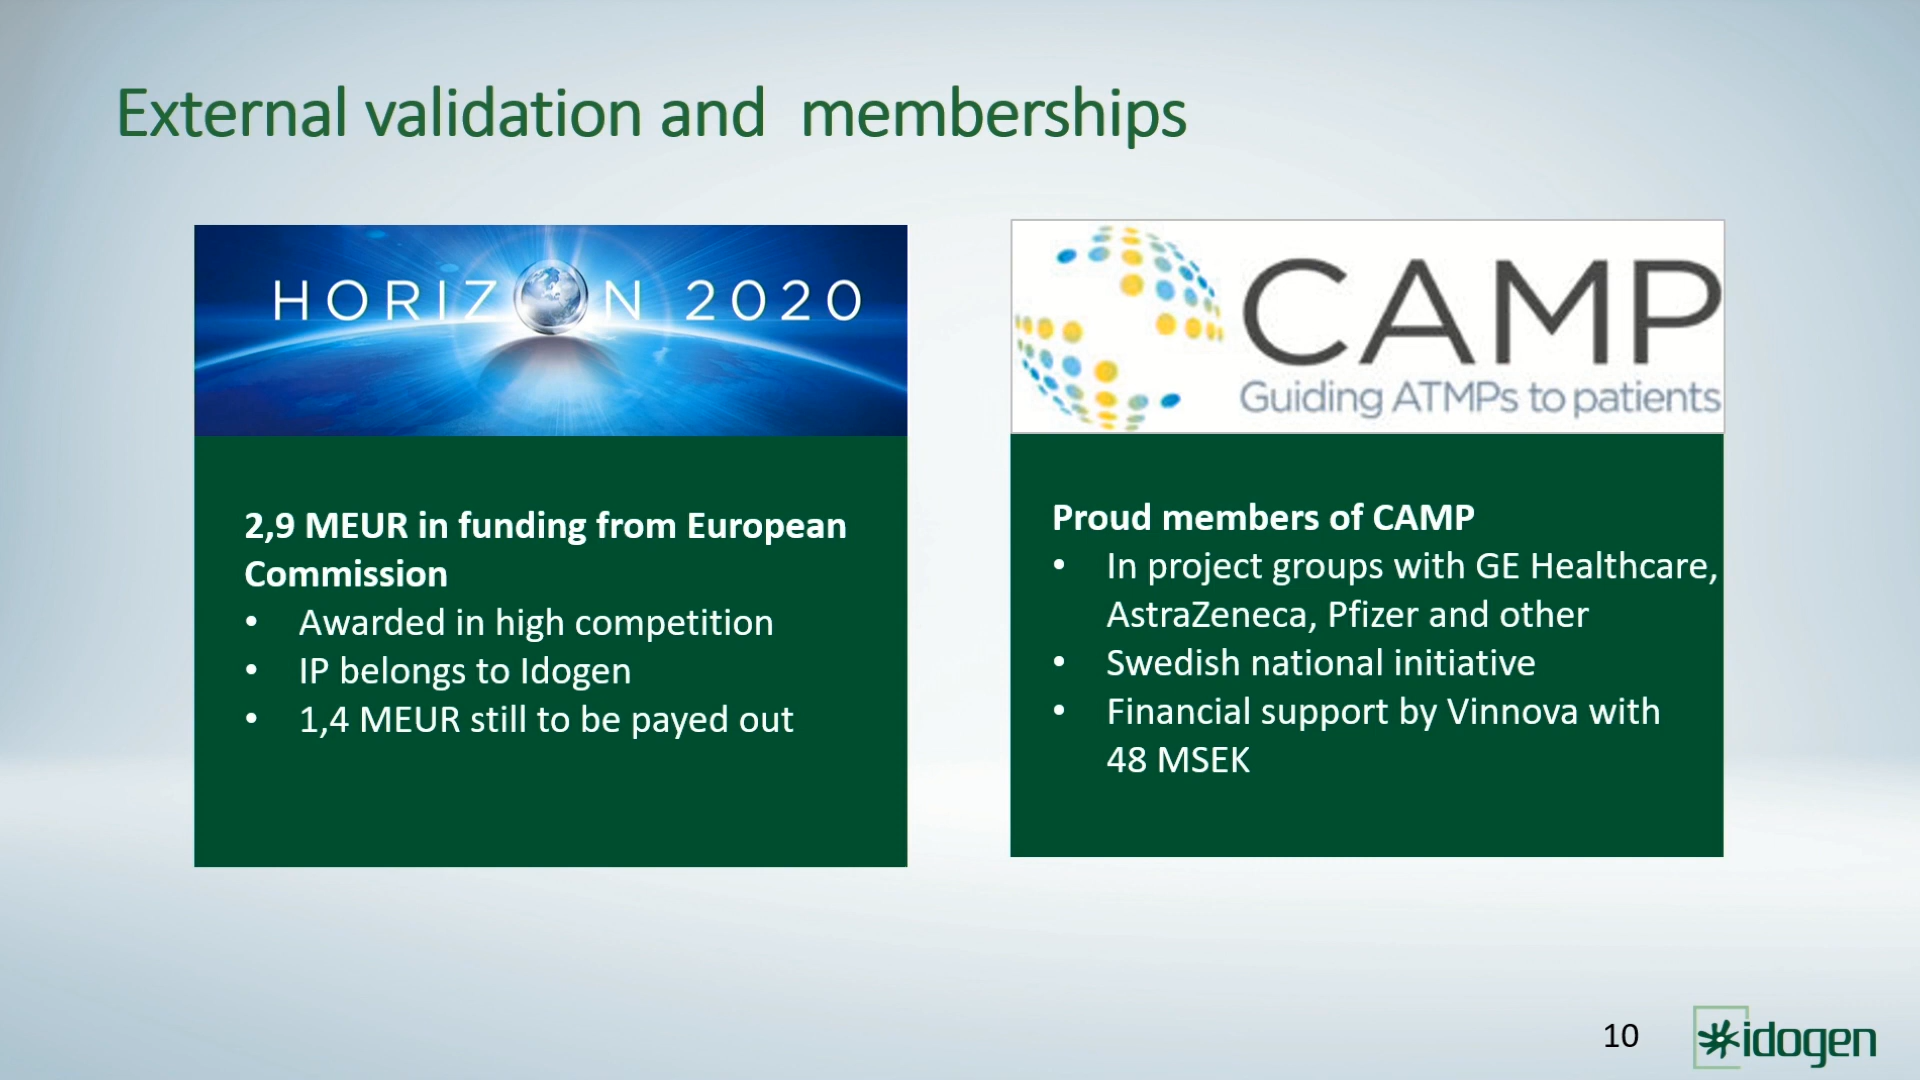 External validation and  memberships
HORIZON 2020
2,9 MEUR in funding from European
Commission
• Awarded in high competition
• IP belongs to Idogen
• 1,4 MEUR still to be payed out
CAMP
Guiding ATMPs to patients
Proud members of CAMP
• In project groups with GE Healthcare,
AstraZeneca, Pfizer and other
• Swedish national initiative
• Financial support by Vinnova with
48 MSEK
10
idogen